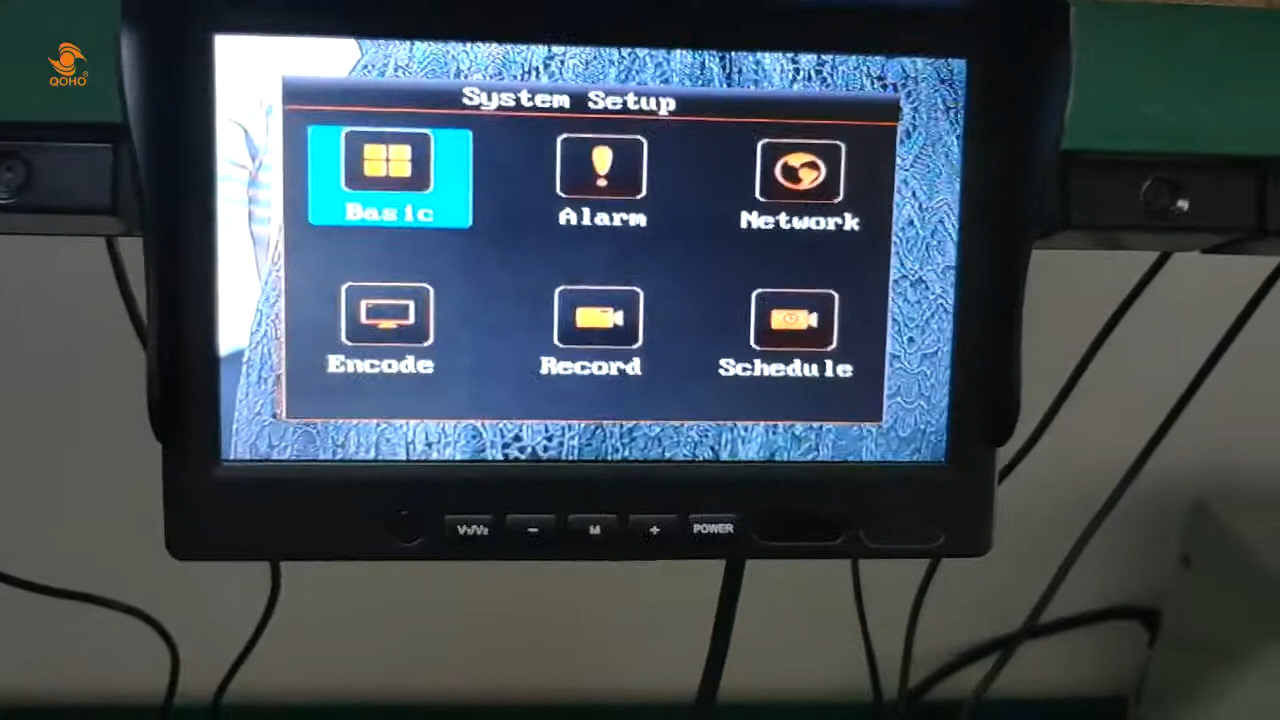 QOHO®
System Setup
Basic
Alarm
Network
Encode
Record
Schedule
V1/V2
M
POWER